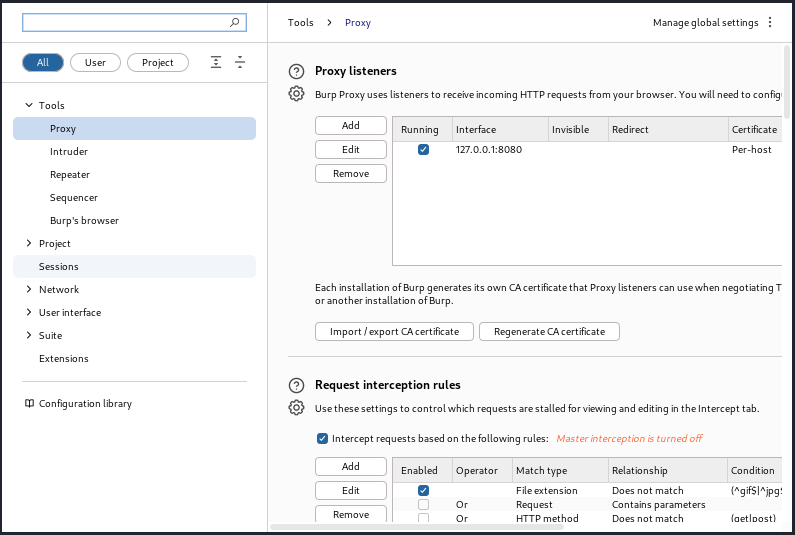 Tools > Proxy
Manage global settings
All
User
Project
Tools
Proxy
Intruder
Repeater
Sequencer
Burp's browser
Project
Sessions
Network
User interface
Suite
Extensions
Configuration library
Proxy listeners
Burp Proxy uses listeners to receive incoming HTTP requests from your browser. You will need to
Add
Edit
Remove
Running Interface Invisible Redirect Certificate
127.0.0.1:8080 Per-host
Each installation of Burp generates its own CA certificate that Proxy listeners can use when negotiating
or another installation of Burp.
Import / export CA certificate
Regenerate CA certificate
Request interception rules
Use these settings to control which requests are stalled for viewing and editing in the Intercept tab.
Intercept requests based on the following rules: Master interception is turned off
Add
Edit
Remove
Enabled Operator Match type Relationship Condition
File extension Does not match (^gif$|^jpg$
Or Request Contains parameters
Or HTTP method Does not match (get|post)